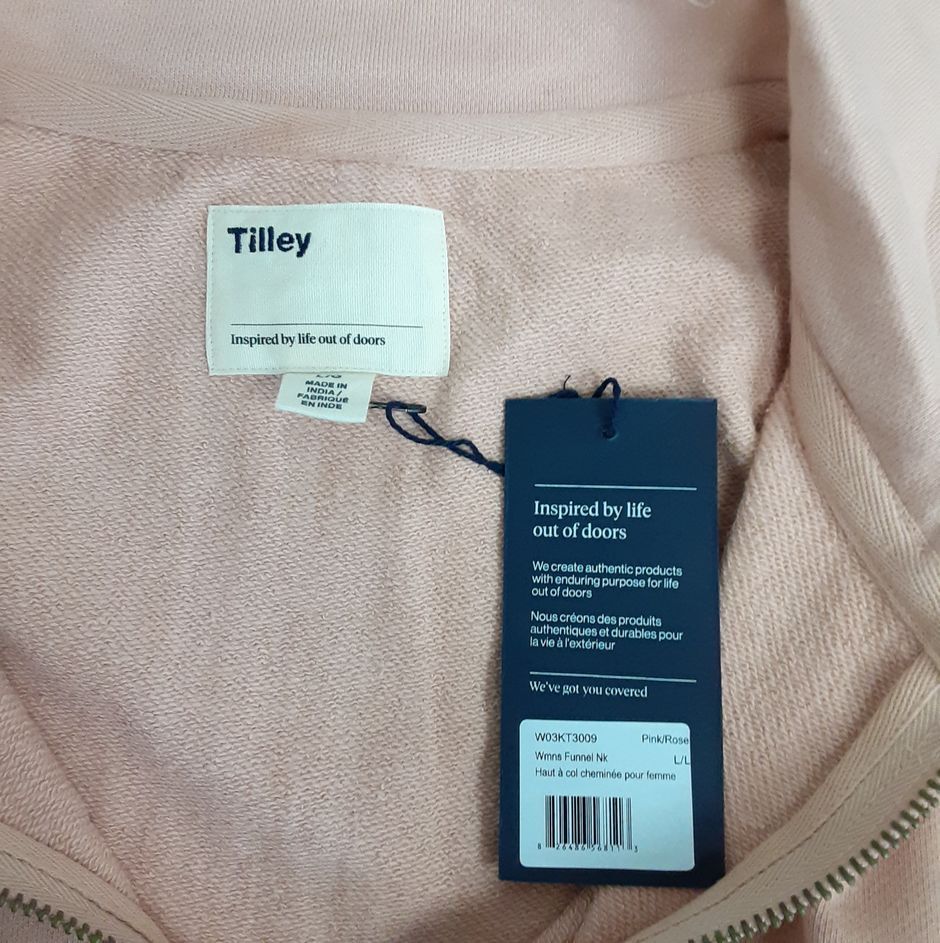 Tilley
Inspired by life out of doors
MADE IN
INDIA /
FABRIQUÉ
EN INDE
Inspired by life
out of doors
We create authentic products
with enduring purpose for life
out of doors
Nous créons des produits
authentiques et durables pour
la vie à l'extérieur
We've got you covered
W03KT3009 Pink/Rose
Wmns Funnel Nk L/L
Haut à col cheminée pour femme